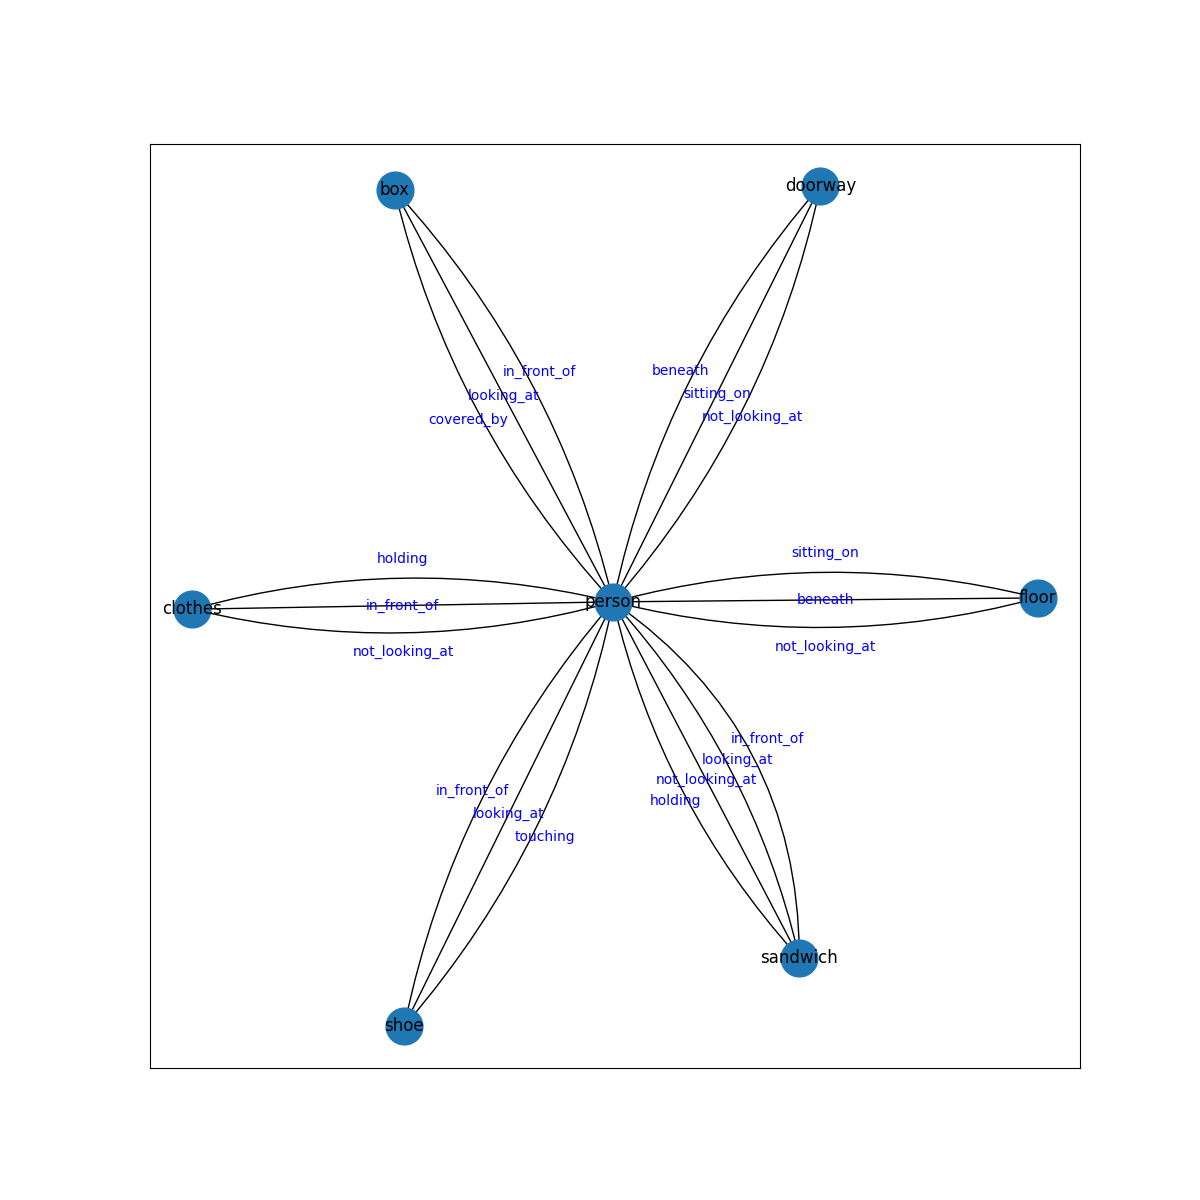 box
doorway
in_front_of
beneath
looking_at
sitting_on
covered_by
not_looking_at
holding
sitting_on
clothes
in_front_of
person
beneath
floor
not_looking_at
not_looking_at
in_front_of
looking_at
not_looking_at
in_front_of
holding
looking_at
touching
sandwich
shoe